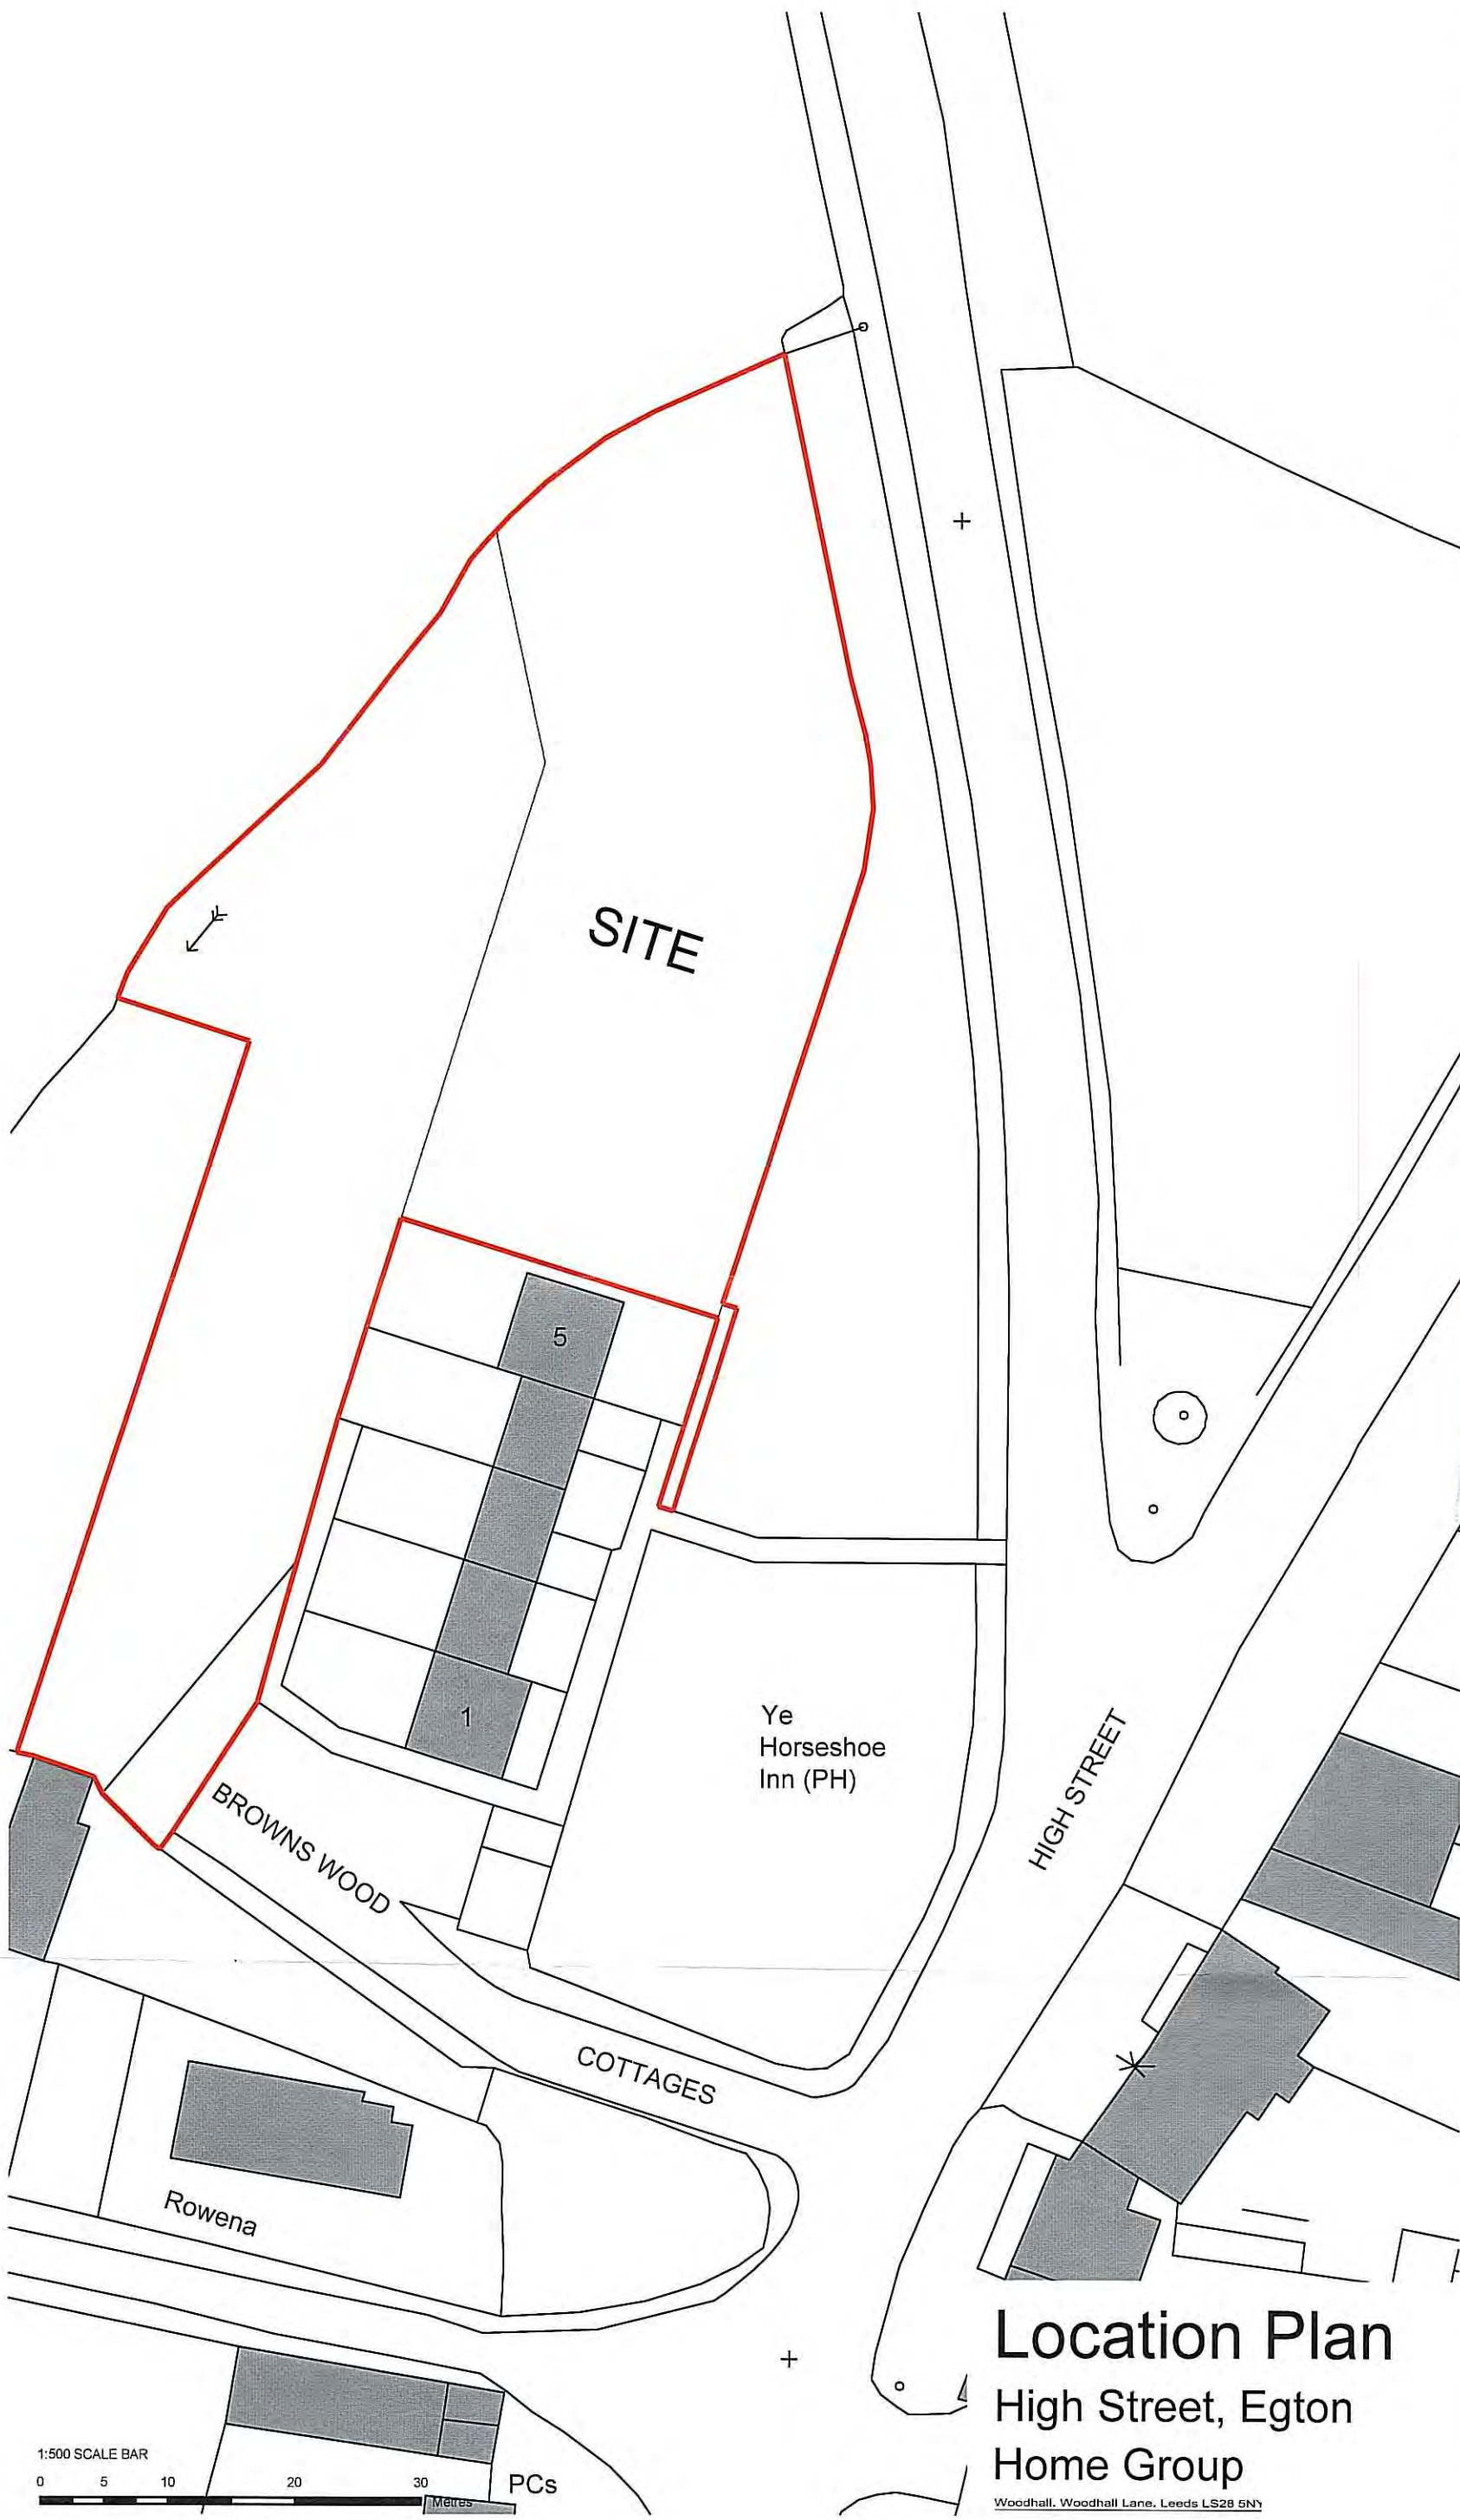 SITE
5
1
Ye
Horseshoe
Inn (PH)
HIGH STREET
BROWNS WOOD
COTTAGES
Rowena
Location Plan
High Street, Egton
Home Group
Woodhall, Woodhall Lane, Leeds LS28 5NY
1:500 SCALE BAR
0 5 10 20 30
Metres
PCs